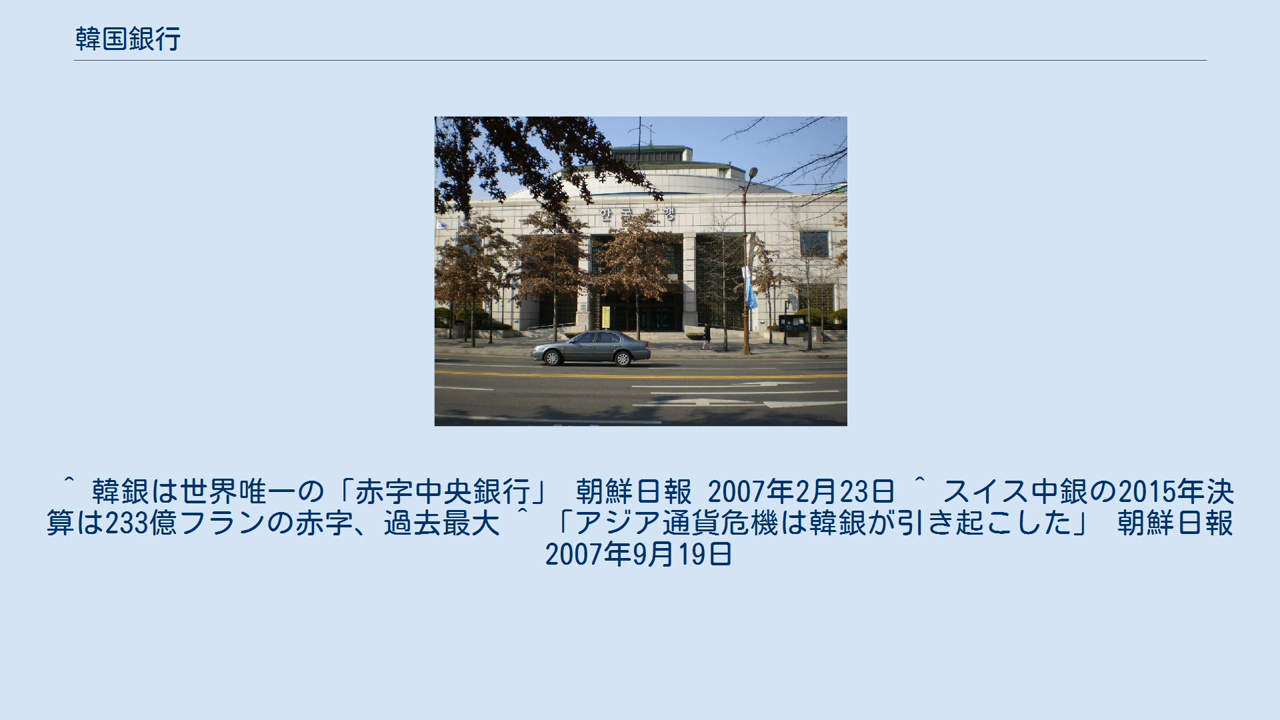 韓国銀行
한국은행
^ 韓銀は世界唯一の「赤字中央銀行」 朝鮮日報 2007年2月23日 ^ スイス中銀の2015年決
算は233億フランの赤字、過去最大 ^ 「アジア通貨危機は韓銀が引き起こした」 朝鮮日報
2007年9月19日